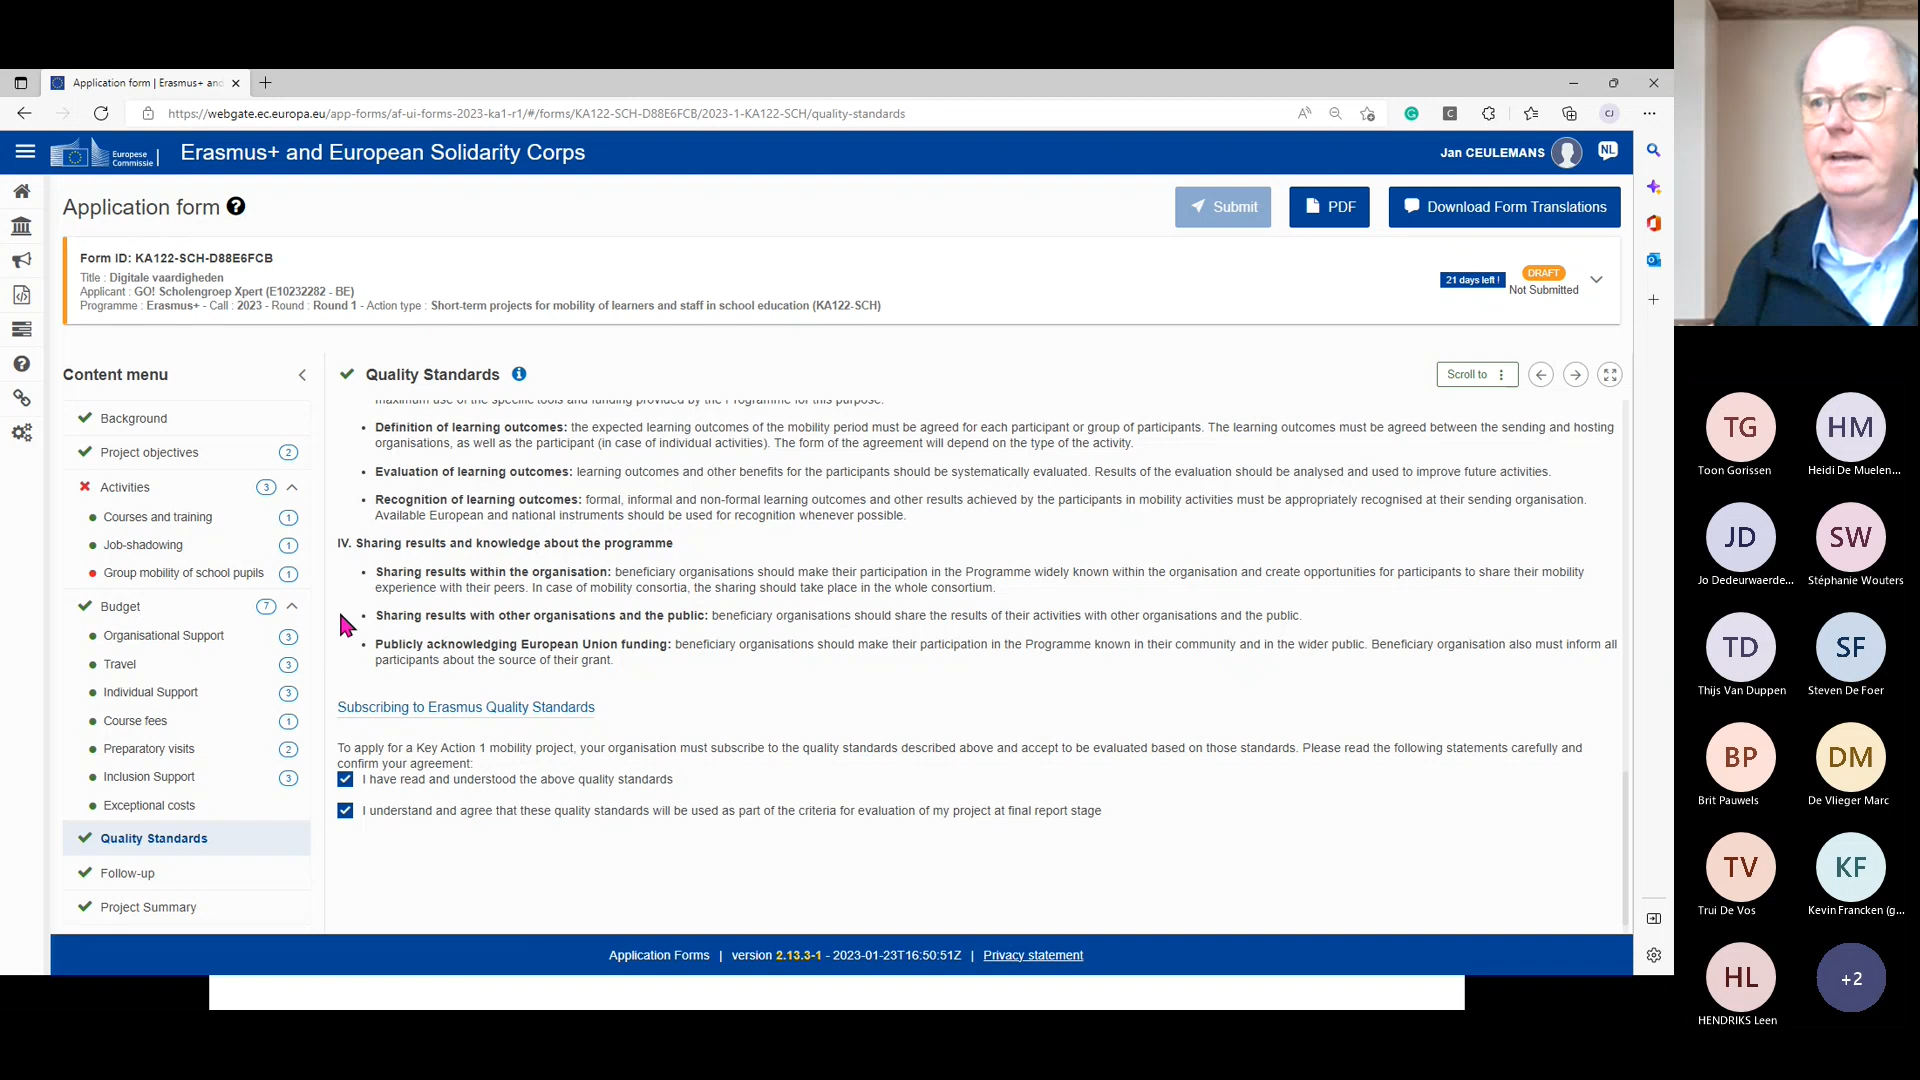 Application form | Erasmus+ and
https://webgate.ec.europa.eu/app-forms/af-ui-forms-2023-ka1-r1/#/forms/KA122-SCH-D88E6FCB/2023-1-KA122-SCH/quality-standards
CJ
Europese
Commissie
Erasmus+ and European Solidarity Corps
Jan CEULEMANS
NL
Application form
Submit
PDF
Download Form Translations
Form ID: KA122-SCH-D88E6FCB
Title : Digitale vaardigheden
Applicant : GO! Scholengroep Xpert (E10232282 - BE)
Programme : Erasmus+ - Call : 2023 - Round : Round 1 - Action type : Short-term projects for mobility of learners and staff in school education (KA122-SCH)
21 days left !
DRAFT
Not Submitted
Content menu
Background
Project objectives 2
Activities 3
Courses and training 1
Job-shadowing 1
Group mobility of school pupils 1
Budget 7
Organisational Support 3
Travel 3
Individual Support 3
Course fees 1
Preparatory visits 2
Inclusion Support 3
Exceptional costs
Quality Standards
Follow-up
Project Summary
Quality Standards
Scroll to
maximum use of the specific tools and funding provided by the Programme for this purpose.
• Definition of learning outcomes: the expected learning outcomes of the mobility period must be agreed for each participant or group of participants. The learning outcomes must be agreed between the sending and hosting
organisations, as well as the participant (in case of individual activities). The form of the agreement will depend on the type of the activity.
• Evaluation of learning outcomes: learning outcomes and other benefits for the participants should be systematically evaluated. Results of the evaluation should be analysed and used to improve future activities.
• Recognition of learning outcomes: formal, informal and non-formal learning outcomes and other results achieved by the participants in mobility activities must be appropriately recognised at their sending organisation.
Available European and national instruments should be used for recognition whenever possible.
IV. Sharing results and knowledge about the programme
• Sharing results within the organisation: beneficiary organisations should make their participation in the Programme widely known within the organisation and create opportunities for participants to share their mobility
experience with their peers. In case of mobility consortia, the sharing should take place in the whole consortium.
• Sharing results with other organisations and the public: beneficiary organisations should share the results of their activities with other organisations and the public.
• Publicly acknowledging European Union funding: beneficiary organisations should make their participation in the Programme known in their community and in the wider public. Beneficiary organisation also must inform all
participants about the source of their grant.
Subscribing to Erasmus Quality Standards
To apply for a Key Action 1 mobility project, your organisation must subscribe to the quality standards described above and accept to be evaluated based on those standards. Please read the following statements carefully and
confirm your agreement:
I have read and understood the above quality standards
I understand and agree that these quality standards will be used as part of the criteria for evaluation of my project at final report stage
Application Forms | version 2.13.3-1 - 2023-01-23T16:50:51Z | Privacy statement
TG
Toon Gorissen
HM
Heidi De Muelen...
JD
Jo Dedeurwaerde...
SW
Stéphanie Wouters
TD
Thijs Van Duppen
SF
Steven De Foer
BP
Brit Pauwels
DM
De Vlieger Marc
TV
Trui De Vos
KF
Kevin Francken (g...
HL
HENDRIKS Leen
+2